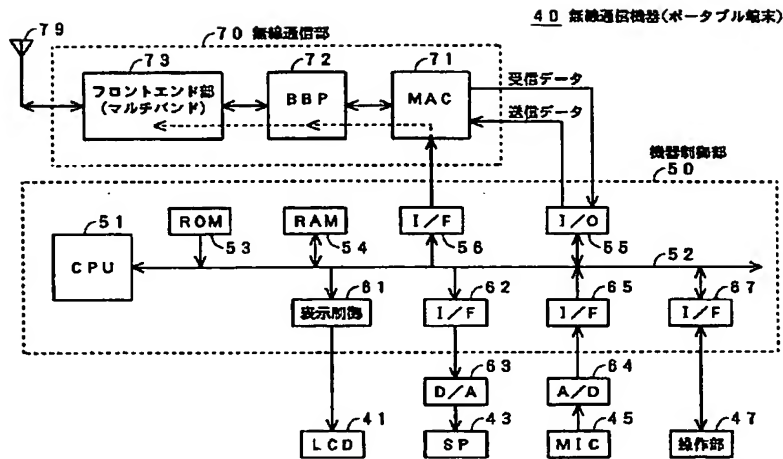 40 無線通信機器(ポータブル端末)
79
70 無線通信部
73
フロントエンド部
(マルチバンド)
72
BBP
71
MAC
受信データ
送信データ
機器制御部
50
51
CPU
ROM
53
RAM
54
I/F
56
I/O
55
52
61
表示制御
62
I/F
65
I/F
67
I/F
63
D/A
64
A/D
41
LCD
43
SP
45
MIC
47
操作部